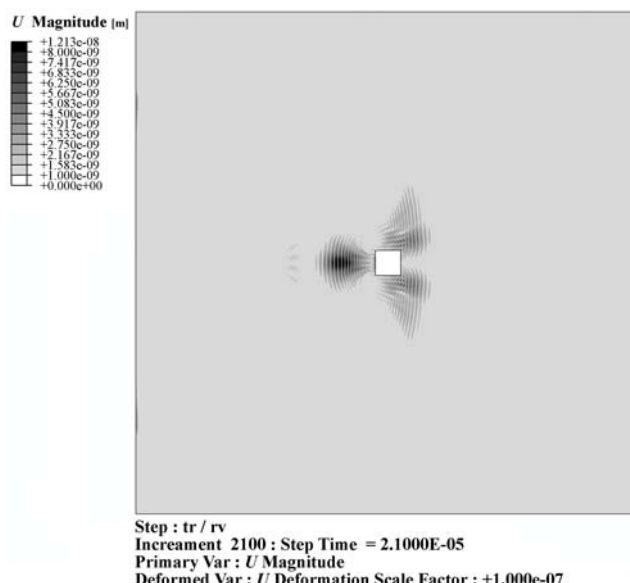 U Magnitude [m]
+1.213e-08
+8.000e-09
+7.417e-09
+6.833e-09
+6.250e-09
+5.667e-09
+5.083e-09
+4.500e-09
+3.917e-09
+3.333e-09
+2.750e-09
+2.167e-09
+1.583e-09
+1.000e-09
+0.000e+00
Step : tr / rv
Increament 2100 : Step Time = 2.1000E-05
Primary Var : U Magnitude
Deformed Var : U Deformation Scale Factor : +1.000e-07